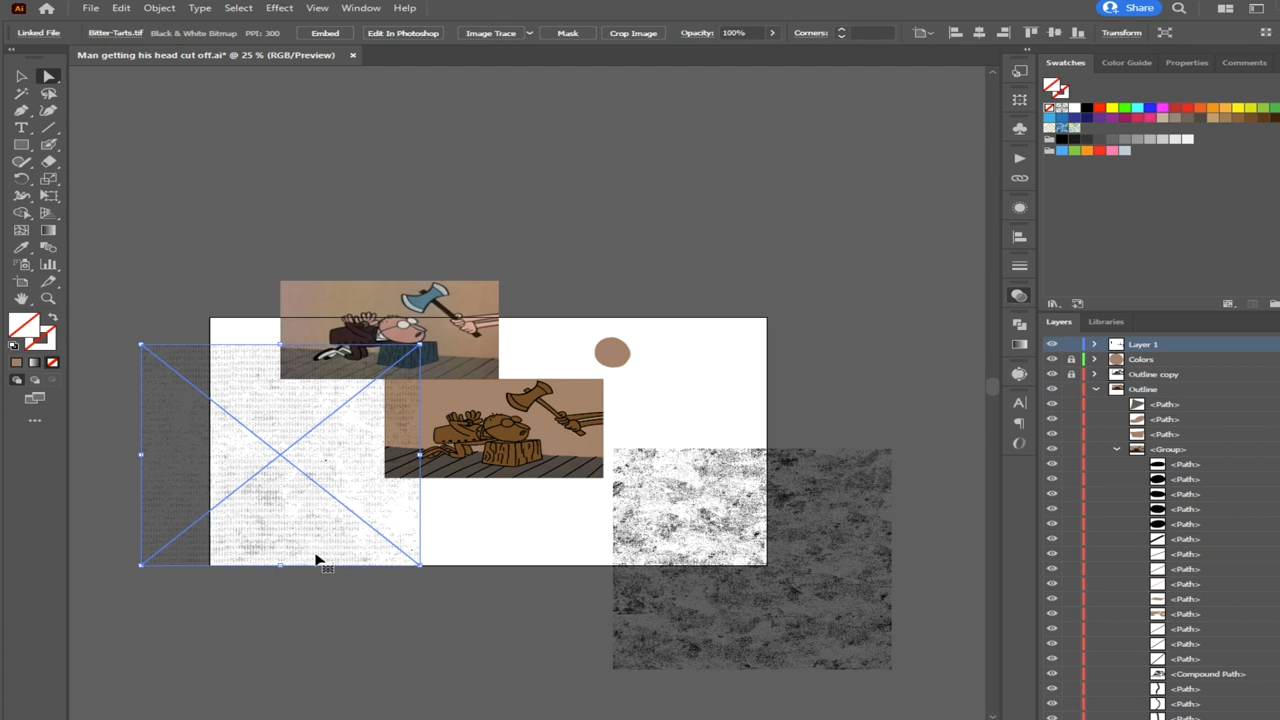 Ai File Edit Object Type Select Effect View Window Help Share
Linked File Bitter-Tarts.tif Black & White Bitmap PPI: 300 Embed Edit In Photoshop Image Trace Mask Crop Image Opacity: 100% Corners: Transform
Man getting his head cut off.ai* @ 25 % (RGB/Preview)
Swatches Color Guide Properties Comments
Layers Libraries
Layer 1
Colors
Outline copy
Outline
<Path>
<Path>
<Path>
<Group>
<Path>
<Path>
<Path>
<Path>
<Path>
<Path>
<Path>
<Path>
<Path>
<Path>
<Path>
<Path>
<Path>
<Path>
<Compound Path>
<Path>
<Path>